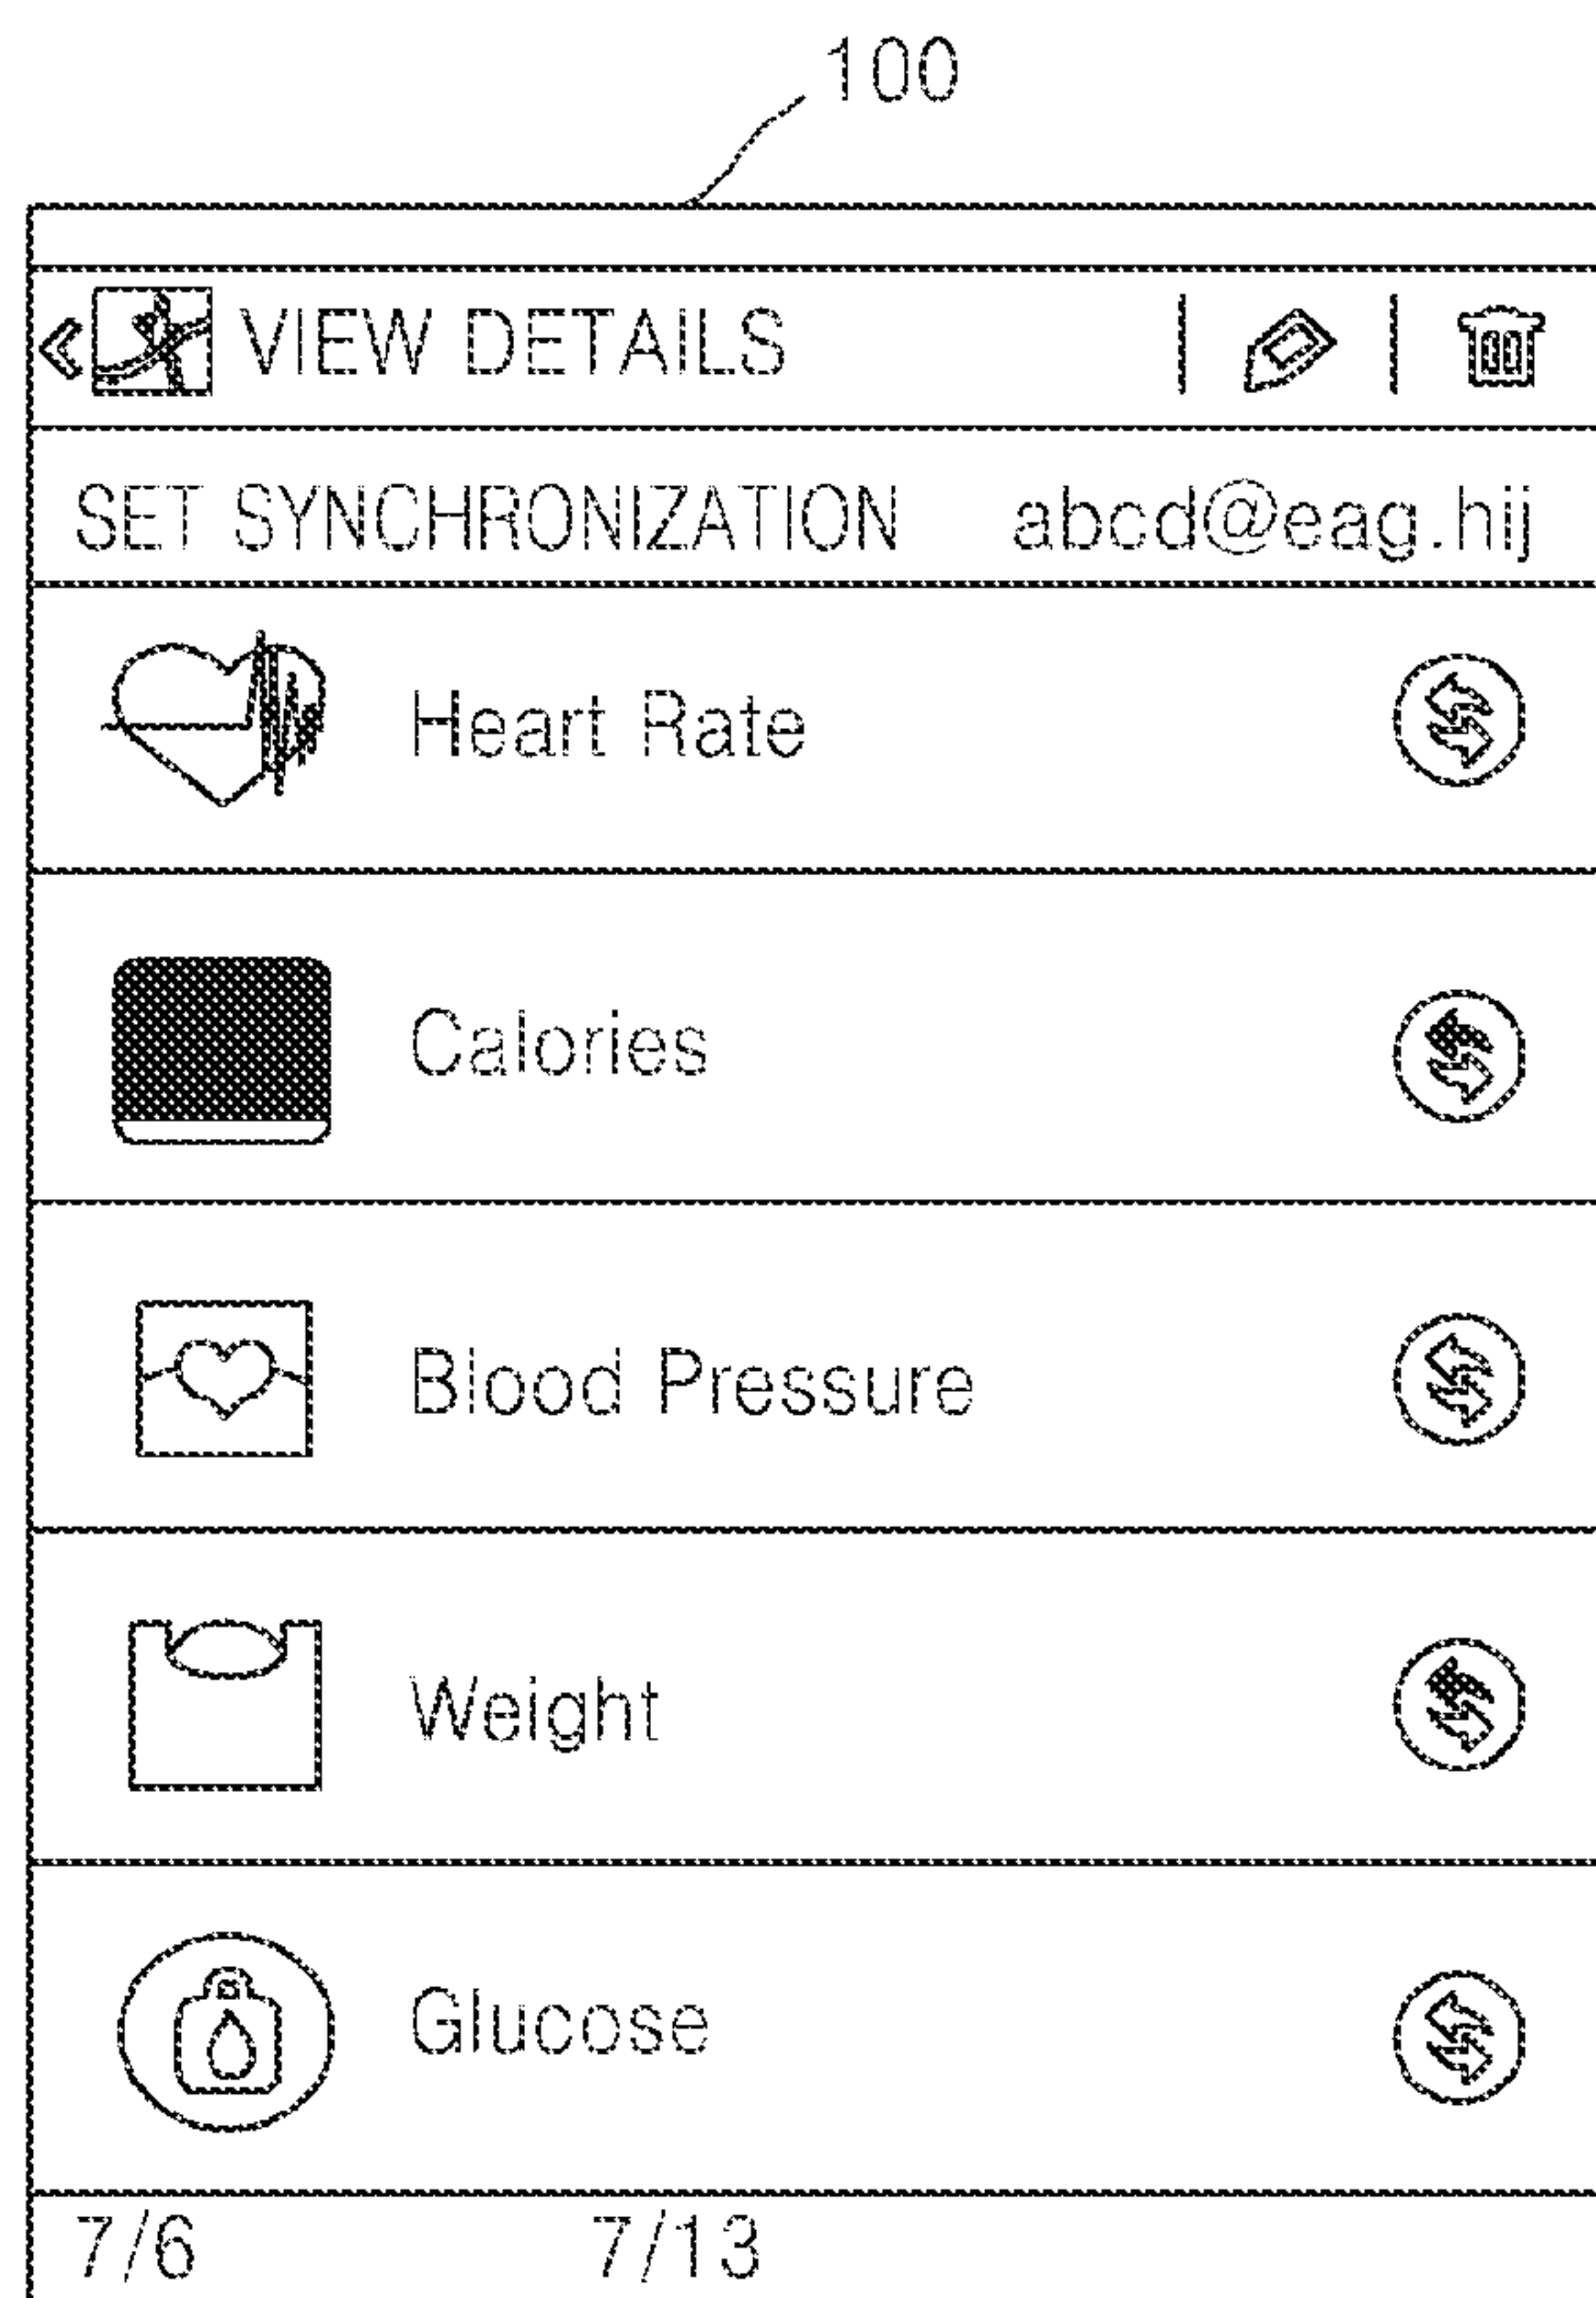 100
VIEW DETAILS
SET SYNCHRONIZATION abcd@eag.hij
Heart Rate
Calories
Blood Pressure
Weight
Glucose
7/6 7/13